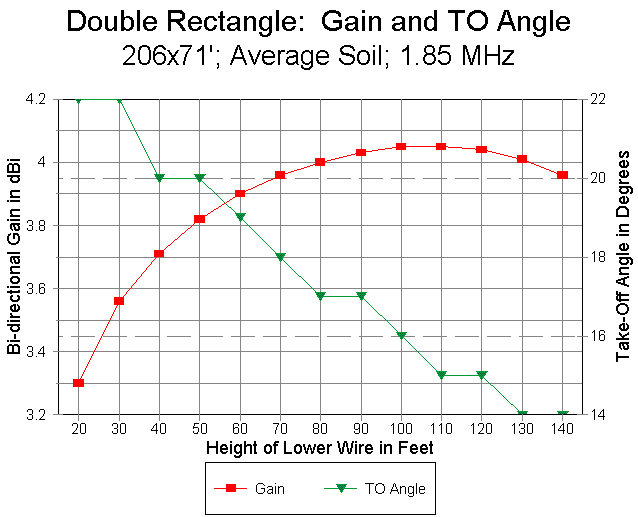 Double Rectangle:  Gain and TO Angle
206x71'; Average Soil; 1.85 MHz
4.2
4
3.8
3.6
3.4
3.2
Bi-directional Gain in dBi
22
20
18
16
14
Take-Off Angle in Degrees
20 30 40 50 60 70 80 90 100 110 120 130 140
Height of Lower Wire in Feet
Gain TO Angle